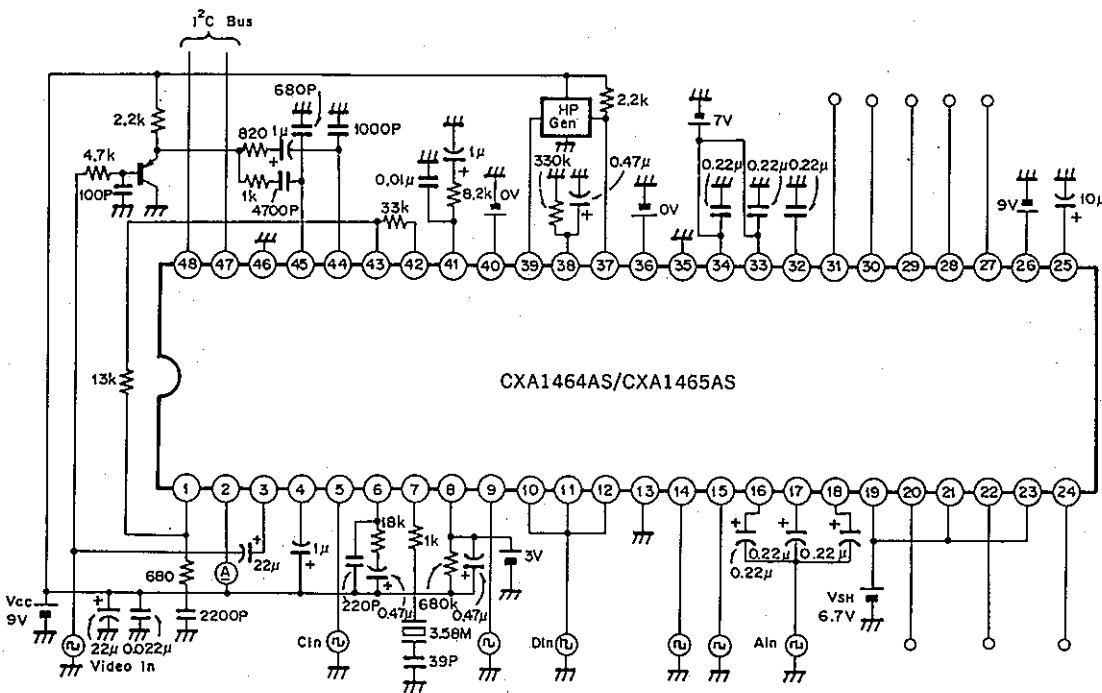 I²C Bus
680P
2.2k
820
1μ
1000P
4.7k
100P
1k
4700P
33k
0.01μ
1μ
8.2k
0V
HP
Gen
2.2k
330k
0.47μ
0V
7V
0.22μ
0.22μ
0.22μ
9V
10μ
48
47
46
45
44
43
42
41
40
39
38
37
36
35
34
33
32
31
30
29
28
27
26
25
13k
CXA1464AS/CXA1465AS
1
2
3
4
5
6
7
8
9
10
11
12
13
14
15
16
17
18
19
20
21
22
23
24
680
A
22μ
1μ
18k
1k
3V
220P
0.47μ
680k
0.47μ
0.22μ
0.22μ
0.22μ
Vcc
9V
2200P
22μ
0.022μ
Video In
CIn
3.58M
39P
DIn
AIn
VSH
6.7V